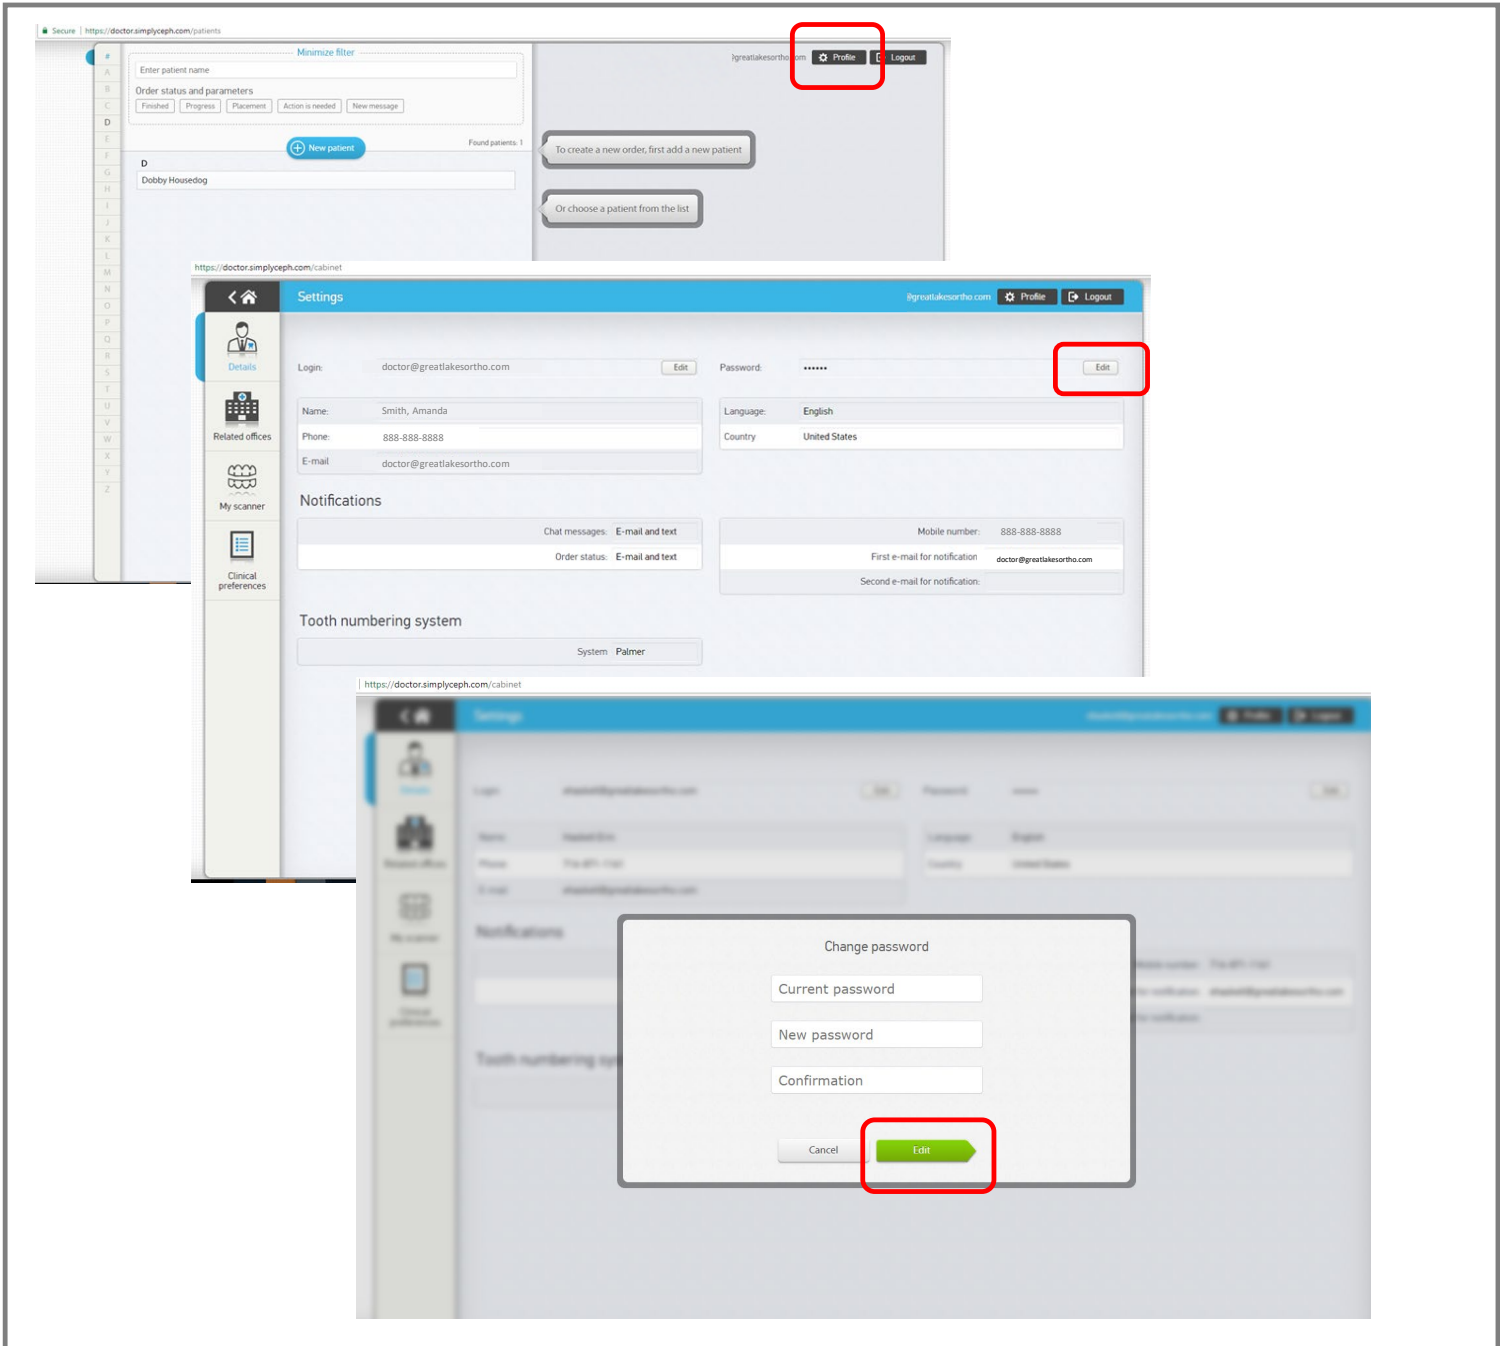 Secure | https://doctor.simplyceph.com/patients
Minimize filter
Enter patient name
Order status and parameters
Finished Progress Placement Action is needed New message
New patient
Found patients: 1
D
Dobby Housedog
#
A
B
C
D
E
F
G
H
I
J
K
L
M
N
O
P
Q
R
S
T
U
V
W
X
Y
Z
Profile Logout
To create a new order, first add a new patient
Or choose a patient from the list
https://doctor.simplyceph.com/cabinet
Settings
@greatlakesortho.com Profile Logout
Details
Related offices
My scanner
Clinical
preferences
Login: doctor@greatlakesortho.com Edit
Password: •••••• Edit
Name: Smith, Amanda
Phone: 888-888-8888
E-mail doctor@greatlakesortho.com
Language: English
Country United States
Notifications
Chat messages: E-mail and text
Order status: E-mail and text
Mobile number: 888-888-8888
First e-mail for notification doctor@greatlakesortho.com
Second e-mail for notification:
Tooth numbering system
System Palmer
https://doctor.simplyceph.com/cabinet
Settings
Notifications
Tooth numbering sy
Change password
Current password
New password
Confirmation
Cancel Edit